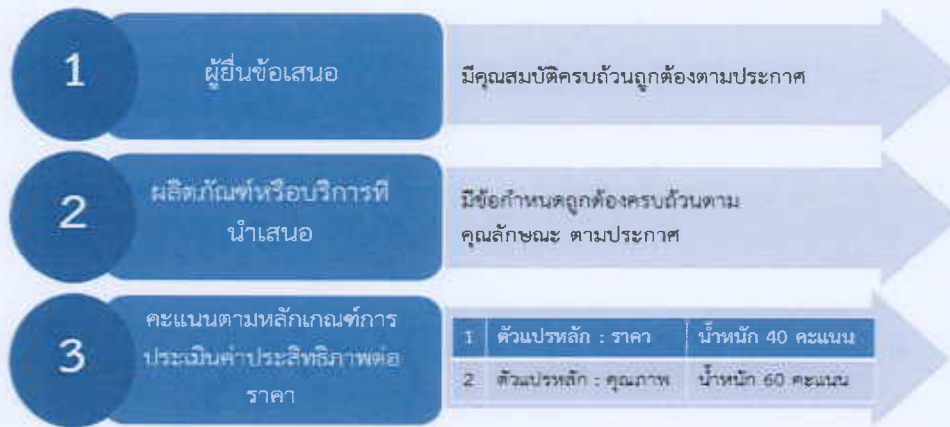 1
ผู้ยื่นข้อเสนอ
มีคุณสมบัติครบถ้วนถูกต้องตามประกาศ
2
ผลิตภัณฑ์หรือบริการที่
นำเสนอ
มีข้อกำหนดถูกต้องครบถ้วนตาม
คุณลักษณะ ตามประกาศ
3
คะแนนตามหลักเกณฑ์การ
ประเมินค่าประสิทธิภาพต่อ
ราคา
1 ตัวแปรหลัก : ราคา น้ำหนัก 40 คะแนน
2 ตัวแปรหลัก : คุณภาพ น้ำหนัก 60 คะแนน